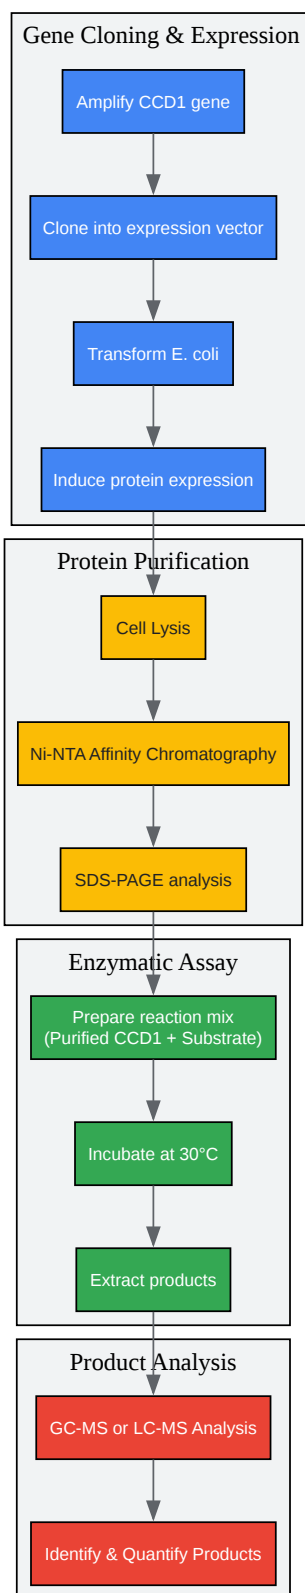 Gene Cloning & Expression
Amplify CCD1 gene
Clone into expression vector
Transform E. coli
Induce protein expression
Protein Purification
Cell Lysis
Ni-NTA Affinity Chromatography
SDS-PAGE analysis
Enzymatic Assay
Prepare reaction mix
(Purified CCD1 + Substrate)
Incubate at 30°C
Extract products
Product Analysis
GC-MS or LC-MS Analysis
Identify & Quantify Products